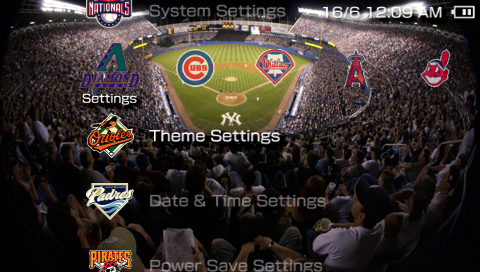 NATIONALS
System Settings
16/6 12:09 AM
DIAMOND
CUBS
Phillies
Settings
NY
Orioles
Theme Settings
Padres
Date & Time Settings
PIRATES
Power Save Settings